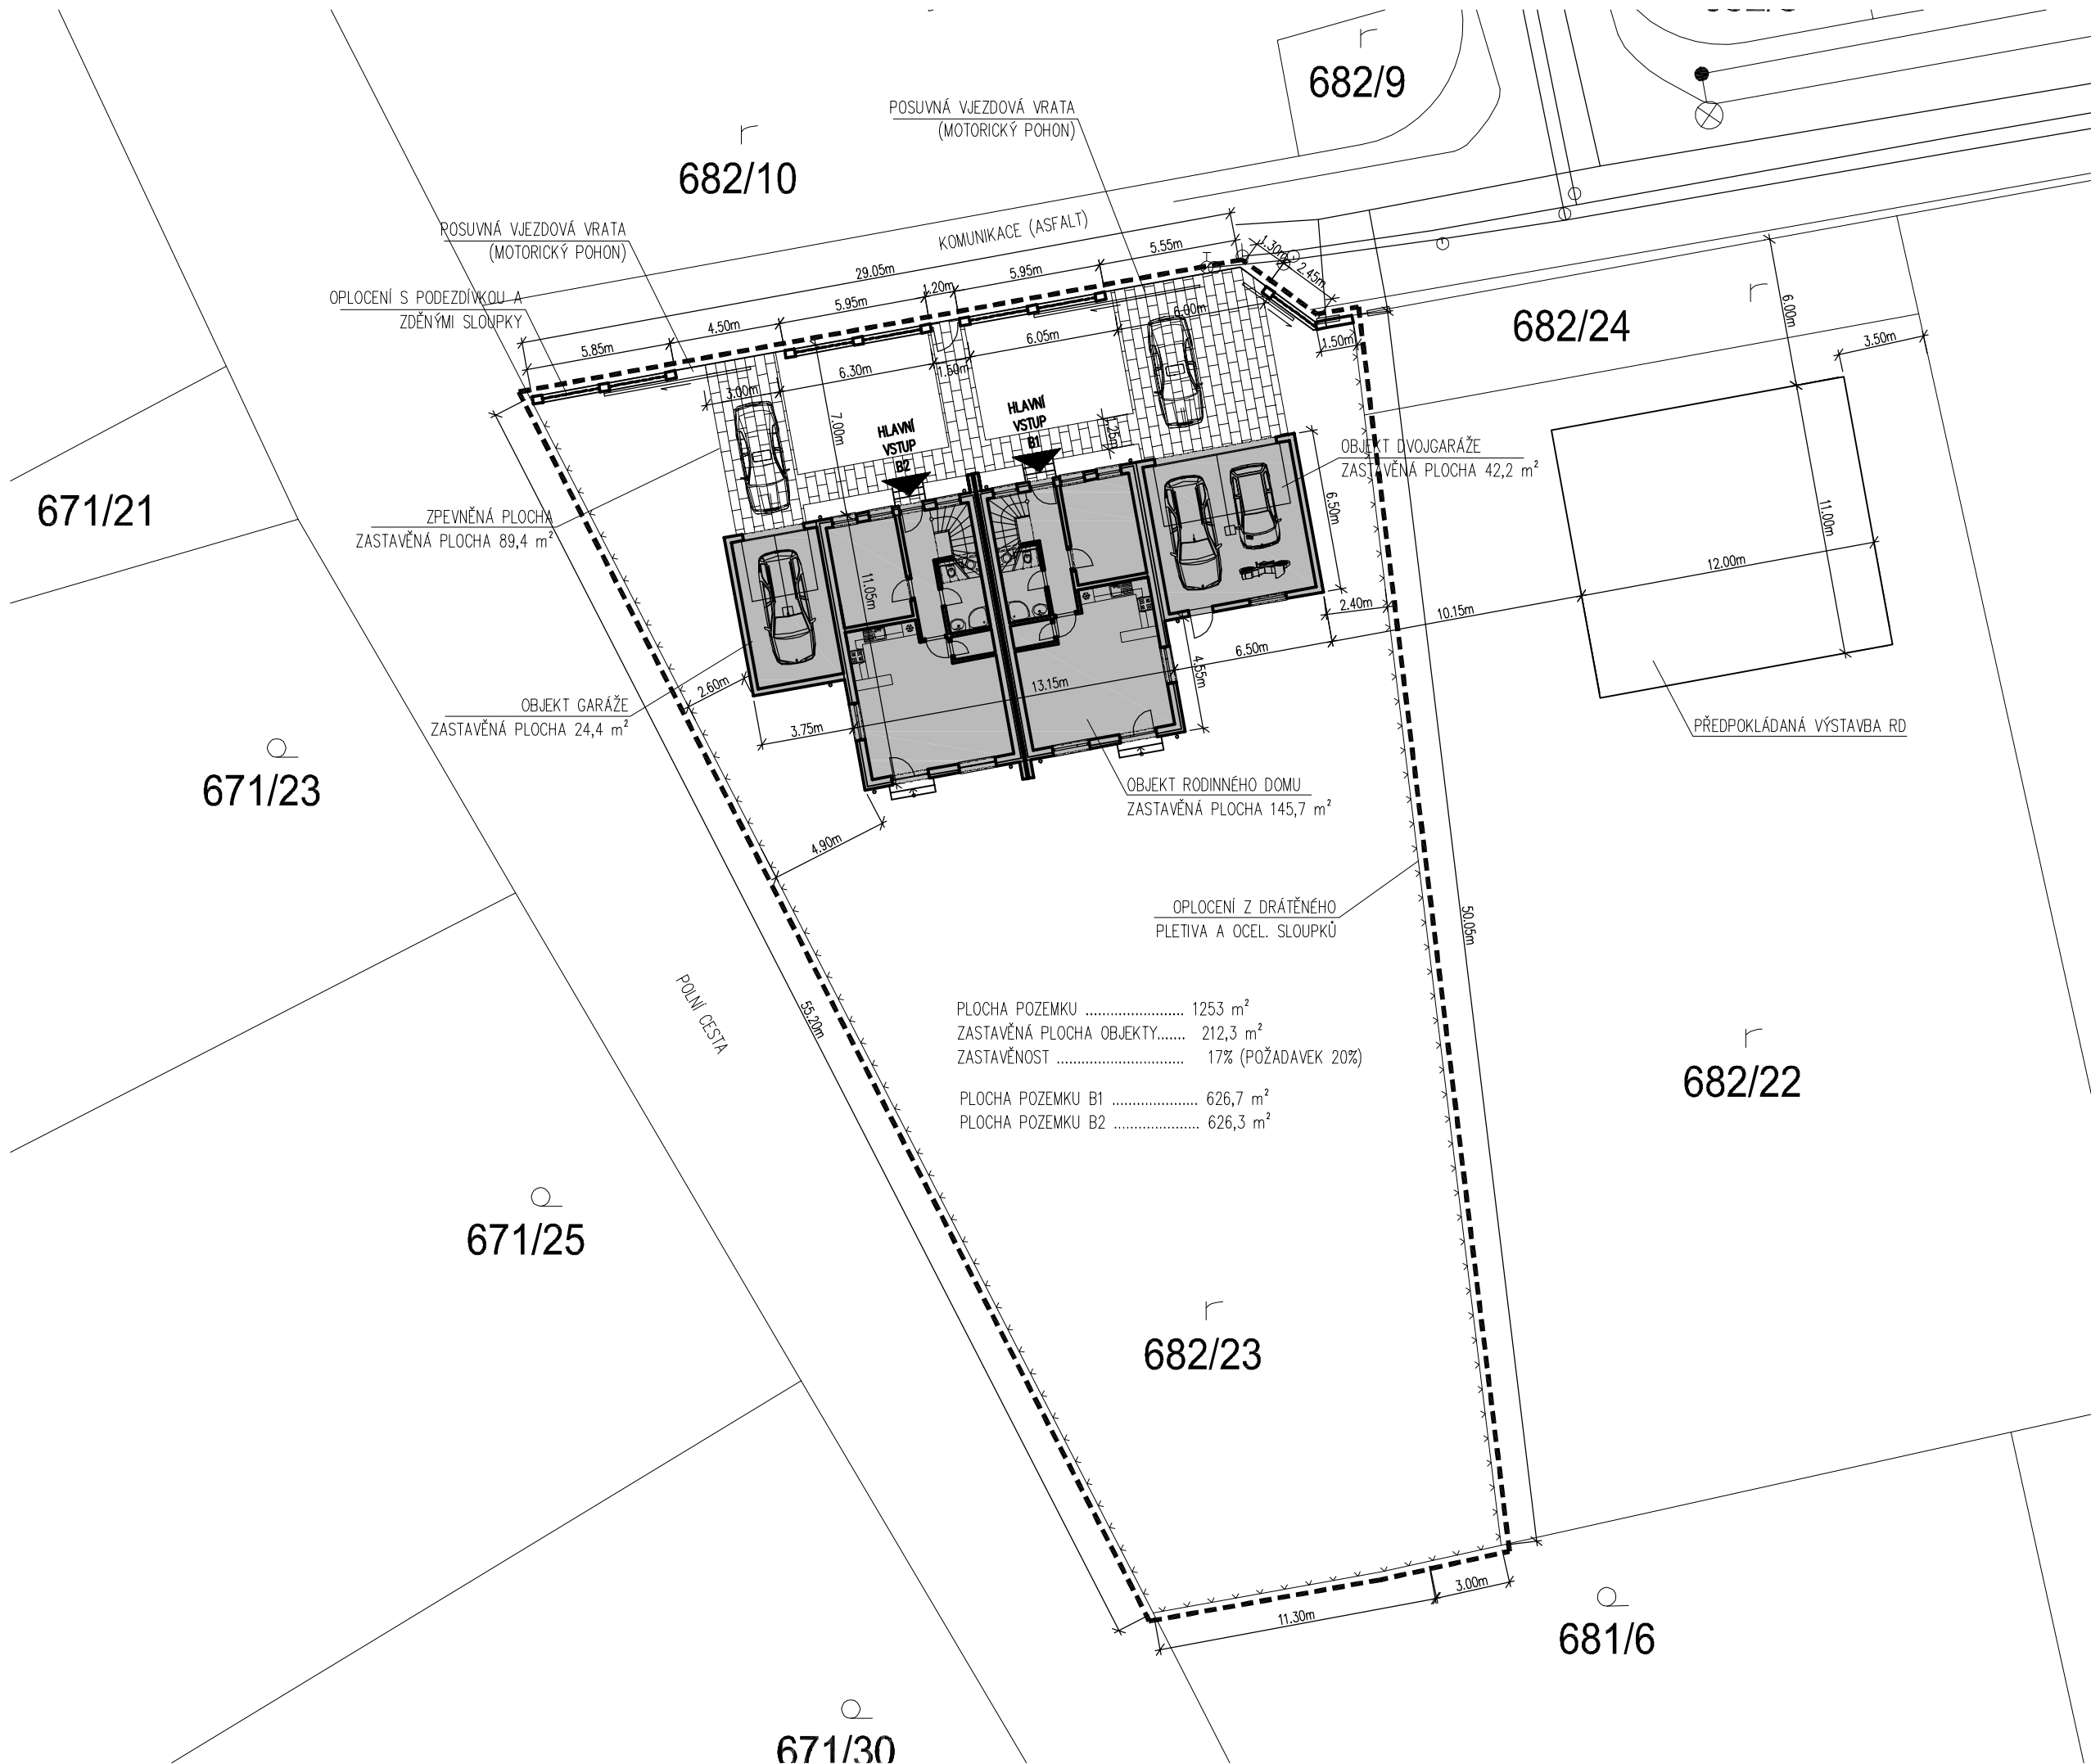 682/9
POSUVNÁ VJEZDOVÁ VRATA
(MOTORICKÝ POHON)
682/10
POSUVNÁ VJEZDOVÁ VRATA
(MOTORICKÝ POHON)
KOMUNIKACE (ASFALT)
29.05m
5.55m
1.30m
2.45m
5.95m
1.20m
5.95m
4.50m
5.85m
OPLOCENÍ S PODEZDÍVKOU A
ZDĚNÝMI SLOUPKY
682/24
6.00m
3.50m
6.00m
6.05m
1.50m
6.30m
3.00m
7.00m
HLAVNÍ
VSTUP
B2
HLAVNÍ
VSTUP
B1
OBJEKT DVOJGARÁŽE
ZASTAVĚNÁ PLOCHA 42,2 m²
671/21
ZPEVNĚNÁ PLOCHA
ZASTAVĚNÁ PLOCHA 89,4 m²
6.50m
11.00m
12.00m
11.05m
2.40m
10.15m
6.50m
4.55m
13.15m
2.60m
3.75m
OBJEKT GARÁŽE
ZASTAVĚNÁ PLOCHA 24,4 m²
PŘEDPOKLÁDANÁ VÝSTAVBA RD
671/23
OBJEKT RODINNÉHO DOMU
ZASTAVĚNÁ PLOCHA 145,7 m²
4.90m
OPLOCENÍ Z DRÁTĚNÉHO
PLETIVA A OCEL. SLOUPKŮ
50.05m
POLNÍ CESTA
55.20m
PLOCHA POZEMKU ........................ 1253 m²
ZASTAVĚNÁ PLOCHA OBJEKTY....... 212,3 m²
ZASTAVĚNOST ............................... 17% (POŽADAVEK 20%)
PLOCHA POZEMKU B1 ..................... 626,7 m²
PLOCHA POZEMKU B2 ..................... 626,3 m²
682/22
671/25
682/23
3.00m
11.30m
681/6
671/30